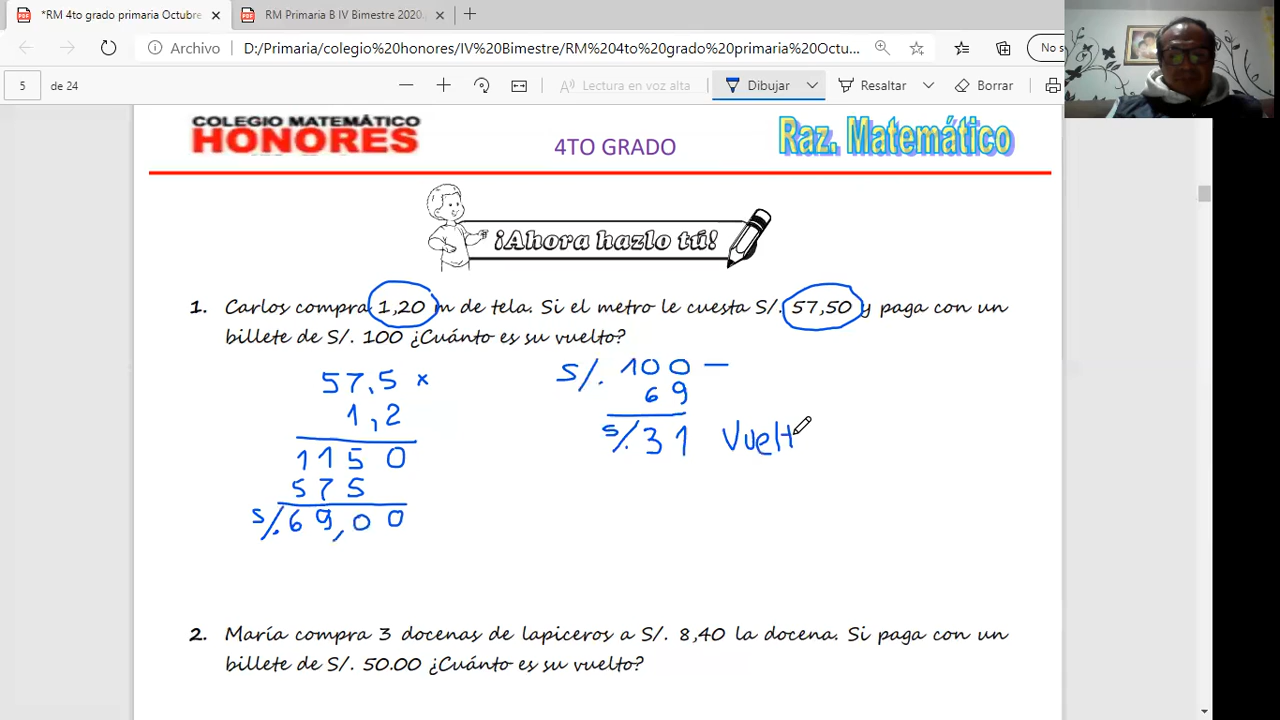 *RM 4to grado primaria Octubre
RM Primaria B IV Bimestre 2020.
Archivo
D:/Primaria/colegio%20honores/IV%20Bimestre/RM%204to%20grado%20primaria%20Octu...
No s
5
de 24
Lectura en voz alta
Dibujar
Resaltar
Borrar
COLEGIO MATEMÁTICO
HONORES
4TO GRADO
Raz. Matemático
¡Ahora hazlo tú!
1. Carlos compra 1,20 m de tela. Si el metro le cuesta S/. 57,50 y paga con un
billete de S/. 100 ¿Cuánto es su vuelto?
57,5 x
1,2
1150
575
S/.69,00
S/. 100 —
69
S/.31 Vuelt
2. María compra 3 docenas de lapiceros a S/. 8,40 la docena. Si paga con un
billete de S/. 50.00 ¿Cuánto es su vuelto?